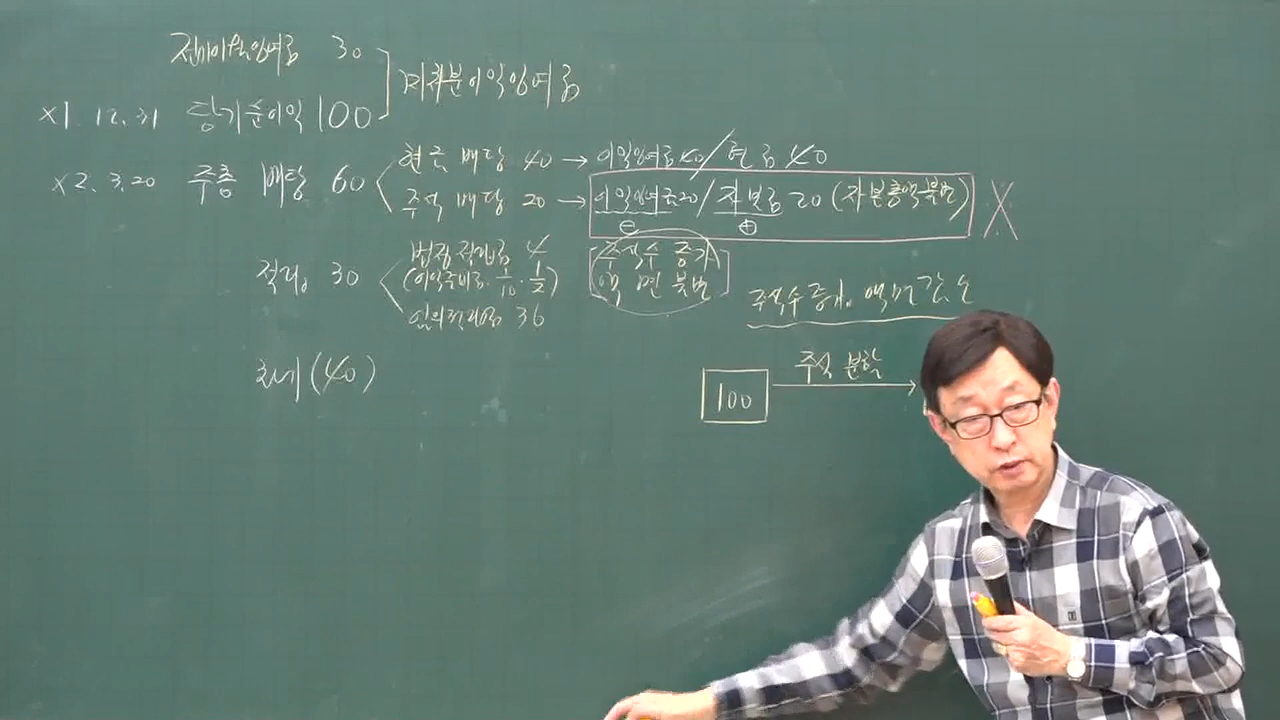 전기이월잉여금 30
미처분이익잉여금
X1. 12. 31 당기순이익 100
X2. 3. 20 주총 배당 60
현금 배당 40 → 이익잉여금 40 / 현금 40
주식 배당 20 → 이익잉여금 20 / 자본금 20 (자본총액불변) X
⊖ ⊕
적립 30
법정적립금 4
(이익준비금 · 1/10 · 1/2)
임의적립금 36
[주식수 증가
액면 불변]
주식수 증가, 액면감소
차이 (40)
100 주식 분할 →